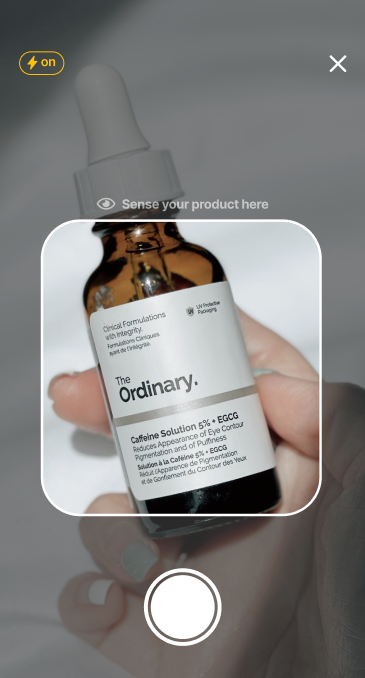 on
Sense your product here
Clinical Formulations
with Integrity.
Formulations Cliniques
ayant de l'intégrité.
UV Protective
Packaging
The
Ordinary.
Caffeine Solution 5% + EGCG
Reduces Appearance of Eye Contour
Pigmentation and of Puffiness
Solution à la Caféine 5% + EGCG
Réduit l'Apparence de Pigmentation
et de Gonflement du Contour des Yeux